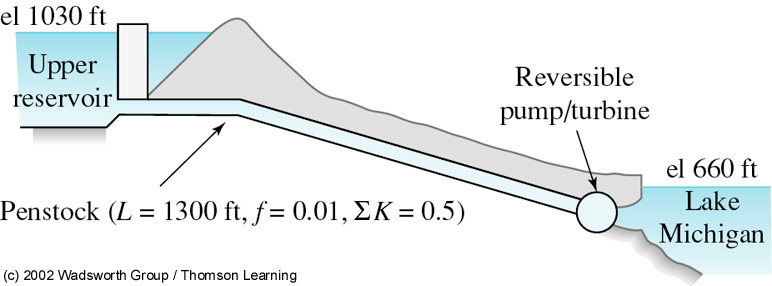 el 1030 ft
Upper
reservoir
Reversible
pump/turbine
el 660 ft
Lake
Michigan
Penstock (L = 1300 ft, f = 0.01, ΣK = 0.5)
(c) 2002 Wadsworth Group / Thomson Learning